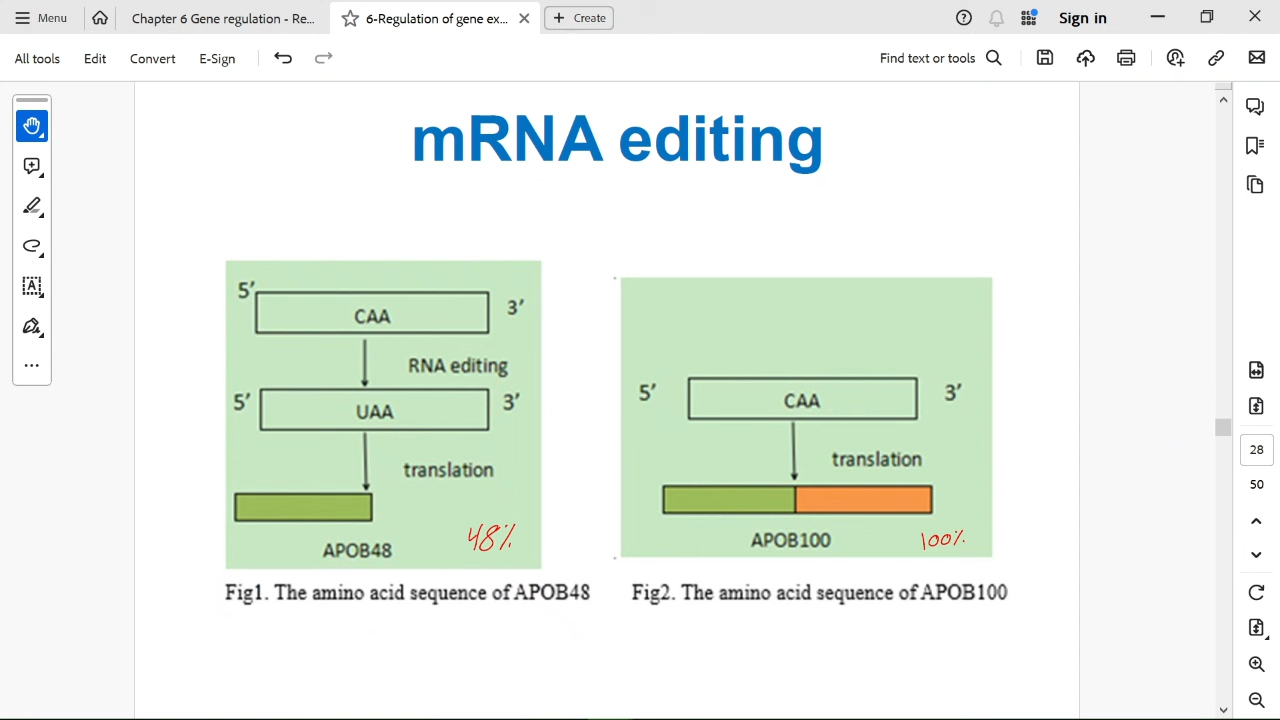 Menu
Chapter 6 Gene regulation - Re...
6-Regulation of gene ex...
Create
Sign in
All tools
Edit
Convert
E-Sign
Find text or tools
mRNA editing
5′
CAA
3′
RNA editing
5′
UAA
3′
translation
APOB48
48%
Fig1. The amino acid sequence of APOB48
5′
CAA
3′
translation
APOB100
100%
Fig2. The amino acid sequence of APOB100
28
50